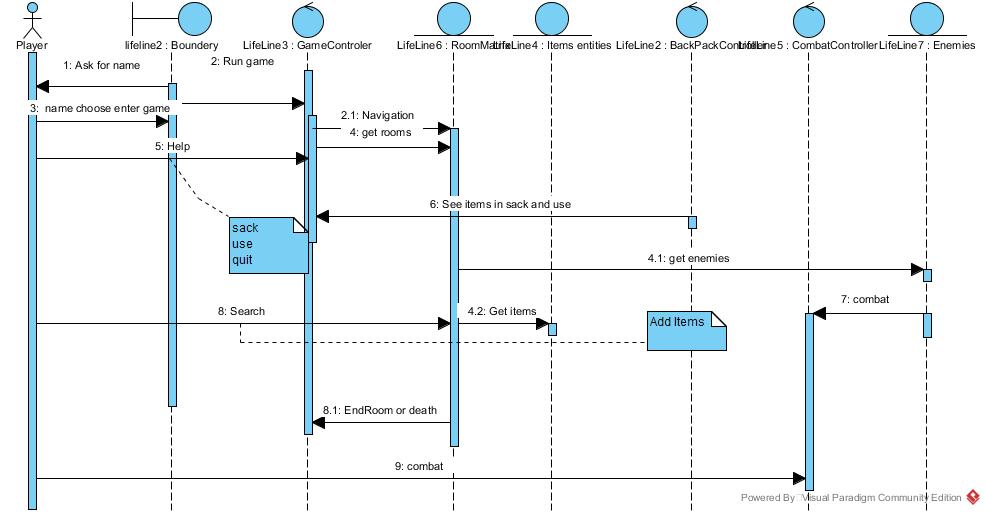 Player
lifeline2 : Boundery
LifeLine3 : GameControler
LifeLine6 : RoomMatrix
LifeLine4 : Items entities
LifeLine2 : BackPackControler
LifeLine5 : CombatController
LifeLine7 : Enemies
1: Ask for name
2: Run game
3: name choose enter game
2.1: Navigation
4: get rooms
5: Help
6: See items in sack and use
sack
use
quit
4.1: get enemies
7: combat
8: Search
4.2: Get items
Add Items
8.1: EndRoom or death
9: combat
Powered By Visual Paradigm Community Edition